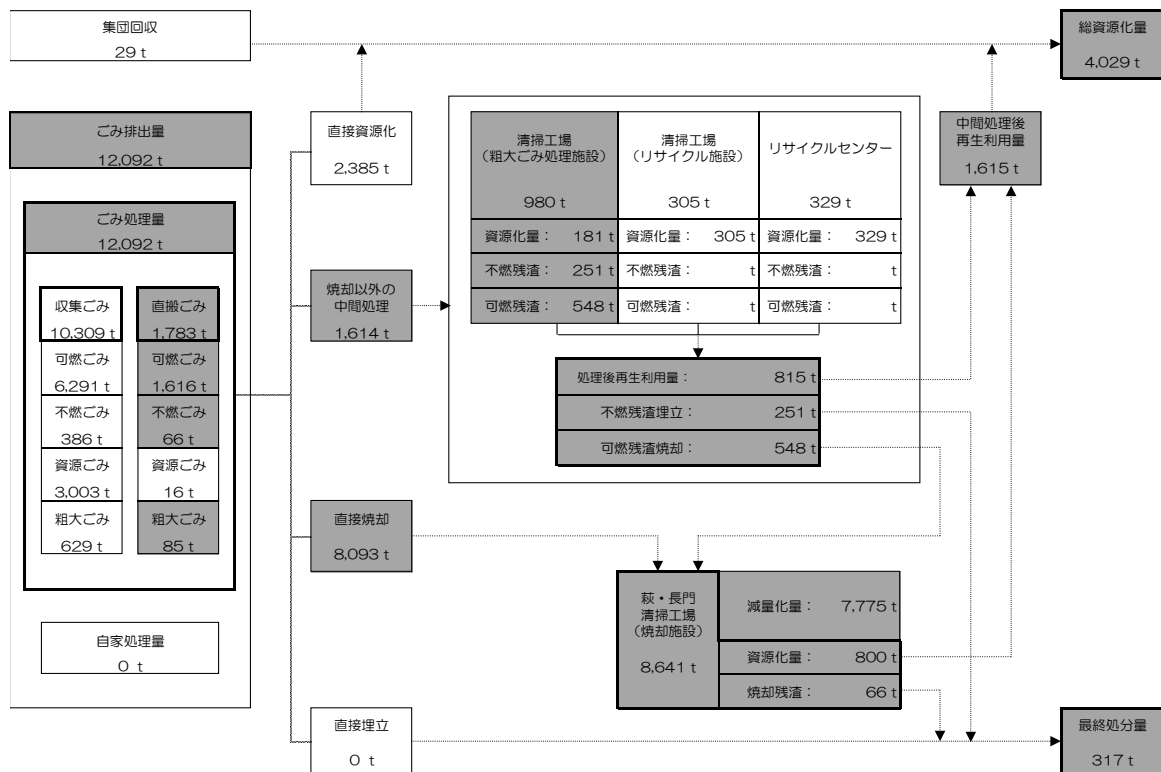 集団回収
29 t
総資源化量
4,029 t
ごみ排出量
12,092 t
ごみ処理量
12,092 t
収集ごみ
10,309 t
可燃ごみ
6,291 t
不燃ごみ
386 t
資源ごみ
3,003 t
粗大ごみ
629 t
直搬ごみ
1,783 t
可燃ごみ
1,616 t
不燃ごみ
66 t
資源ごみ
16 t
粗大ごみ
85 t
自家処理量
0 t
直接資源化
2,385 t
焼却以外の
中間処理
1,614 t
直接焼却
8,093 t
直接埋立
0 t
清掃工場
(粗大ごみ処理施設)
980 t
資源化量: 181 t
不燃残渣: 251 t
可燃残渣: 548 t
清掃工場
(リサイクル施設)
305 t
資源化量: 305 t
不燃残渣: t
可燃残渣: t
リサイクルセンター
329 t
資源化量: 329 t
不燃残渣: t
可燃残渣: t
処理後再生利用量: 815 t
不燃残渣埋立: 251 t
可燃残渣焼却: 548 t
中間処理後
再生利用量
1,615 t
萩・長門
清掃工場
(焼却施設)
8,641 t
減量化量: 7,775 t
資源化量: 800 t
焼却残渣: 66 t
最終処分量
317 t